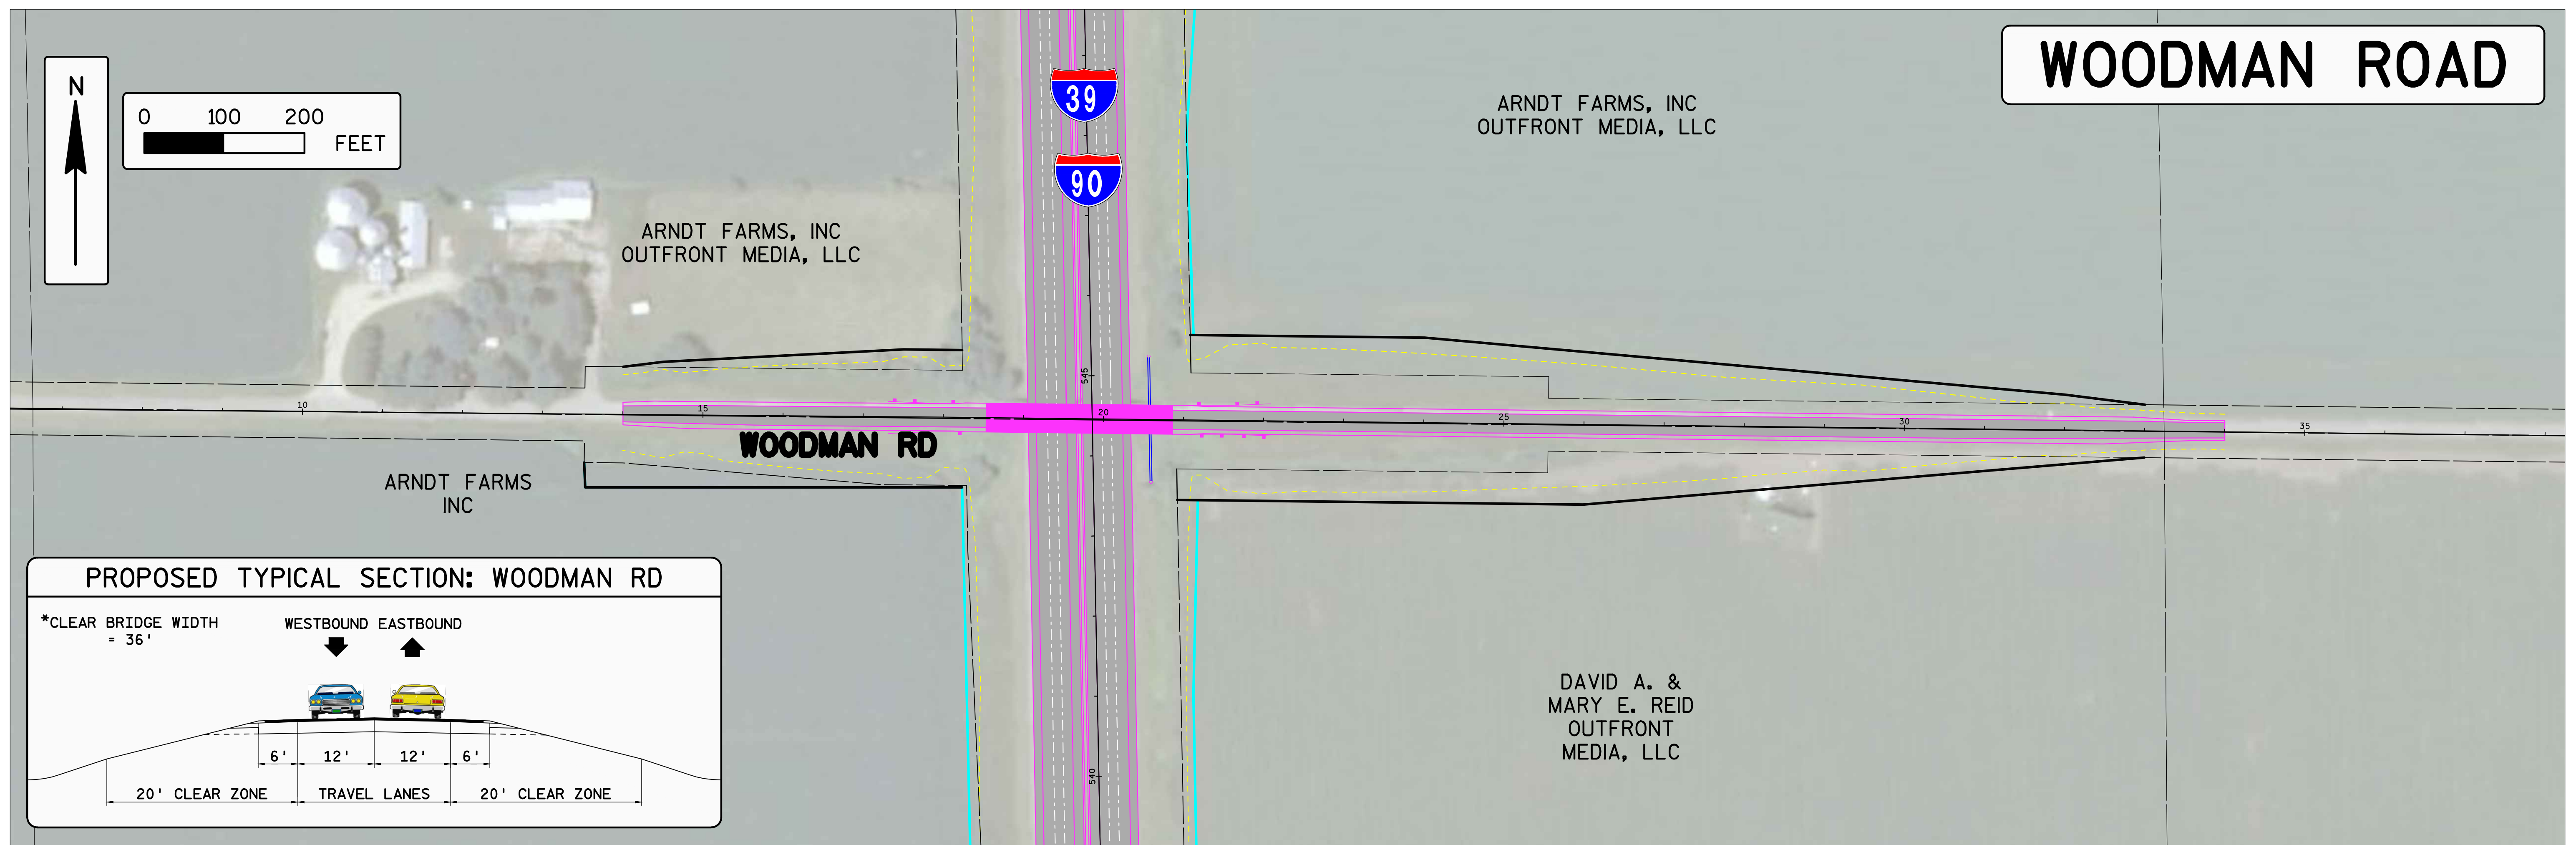 WOODMAN ROAD
N
0 100 200
FEET
39
90
ARNDT FARMS, INC
OUTFRONT MEDIA, LLC
ARNDT FARMS, INC
OUTFRONT MEDIA, LLC
545
10 15 20 25 30 35
WOODMAN RD
ARNDT FARMS
INC
540
DAVID A. &
MARY E. REID
OUTFRONT
MEDIA, LLC
PROPOSED TYPICAL SECTION: WOODMAN RD
*CLEAR BRIDGE WIDTH
= 36'
WESTBOUND EASTBOUND
6' 12' 12' 6'
20' CLEAR ZONE TRAVEL LANES 20' CLEAR ZONE